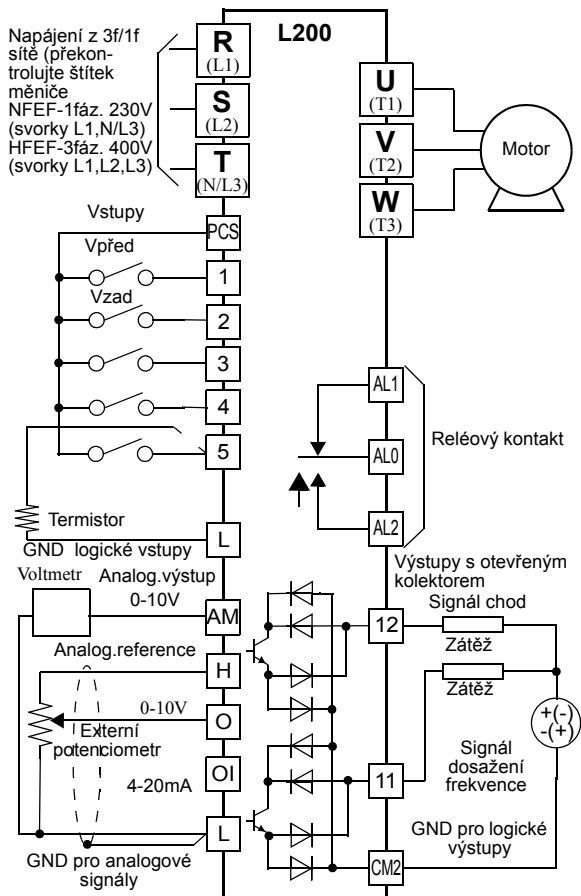 L200
Napájení z 3f/1f
sítě (překon-
trolujte štítek
měniče
NFEF-1fáz. 230V
(svorky L1,N/L3)
HFEF-3fáz. 400V
(svorky L1,L2,L3)
R
(L1)
S
(L2)
T
(N/L3)
U
(T1)
V
(T2)
W
(T3)
Motor
Vstupy
PCS
Vpřed
1
Vzad
2
3
4
5
Termistor
L
GND logické vstupy
AL1
AL0
AL2
Reléový kontakt
Voltmetr
Analog.výstup
0-10V
AM
Analog.reference
H
0-10V
O
Externí
potenciometr
OI
4-20mA
L
GND pro analogové
signály
Výstupy s otevřeným
kolektorem
12
Signál chod
Zátěž
Zátěž
+(-)
-(+)
11
Signál
dosažení
frekvence
GND pro logické
výstupy
CM2